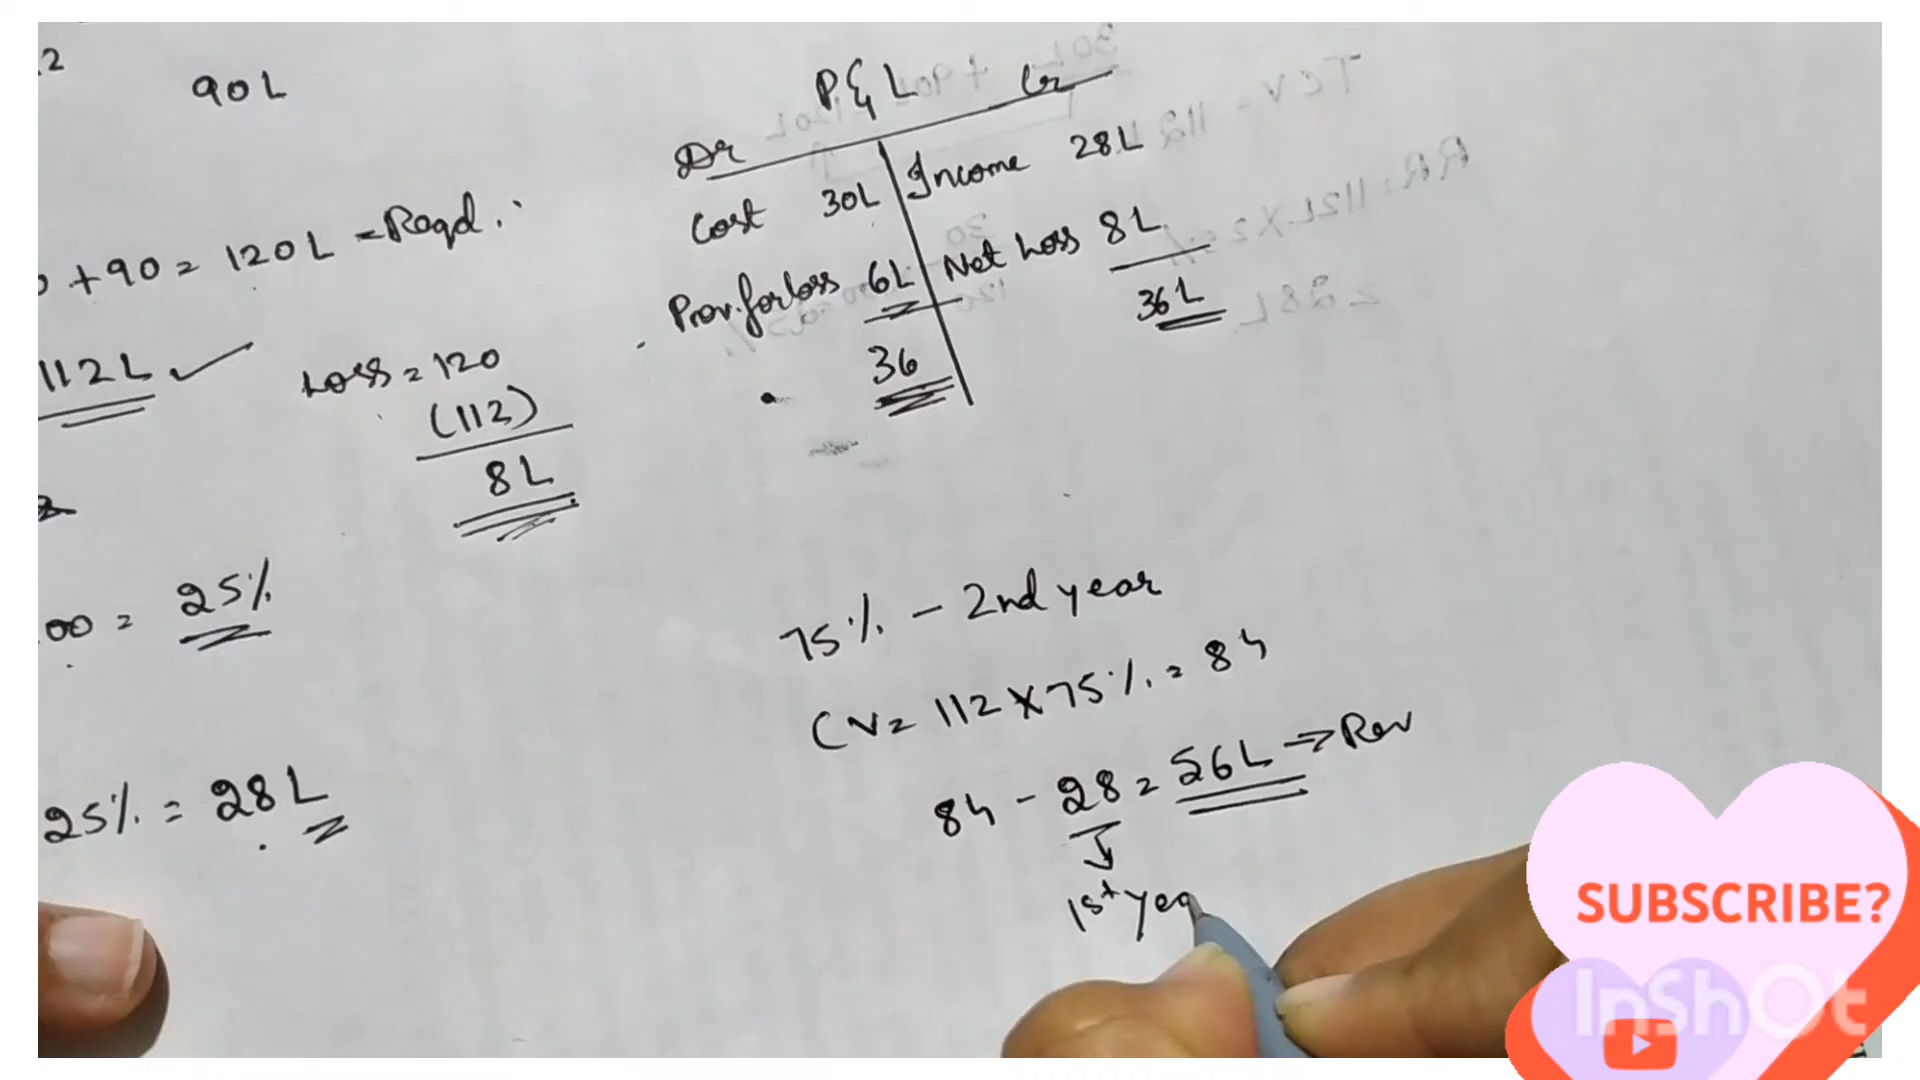 .2
90L
+90 = 120L = Reqd.
112L ✓
Loss = 120
(112)
8L
00 = 25%
25% = 28L
P & L
Dr Cr
Cost 30L Income 28L
Prov. for loss 6L Net Loss 8L
36 36L
75% - 2nd year
CV = 112 X 75% = 84
84 - 28 = 56L => Rev
1st Yea
SUBSCRIBE?
InShOt